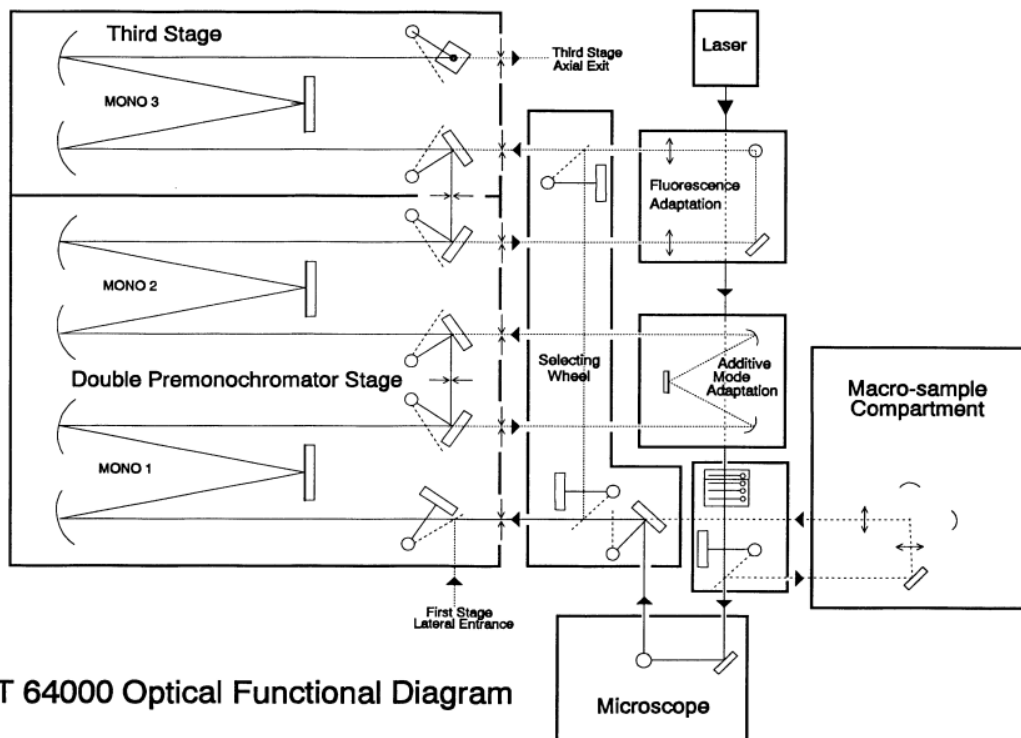 Third Stage
Third Stage
Axial Exit
Laser
MONO 3
Fluorescence
Adaptation
MONO 2
Selecting
Wheel
Additive
Mode
Adaptation
Macro-sample
Compartment
Double Premonochromator Stage
MONO 1
First Stage
Lateral Entrance
T 64000 Optical Functional Diagram
Microscope